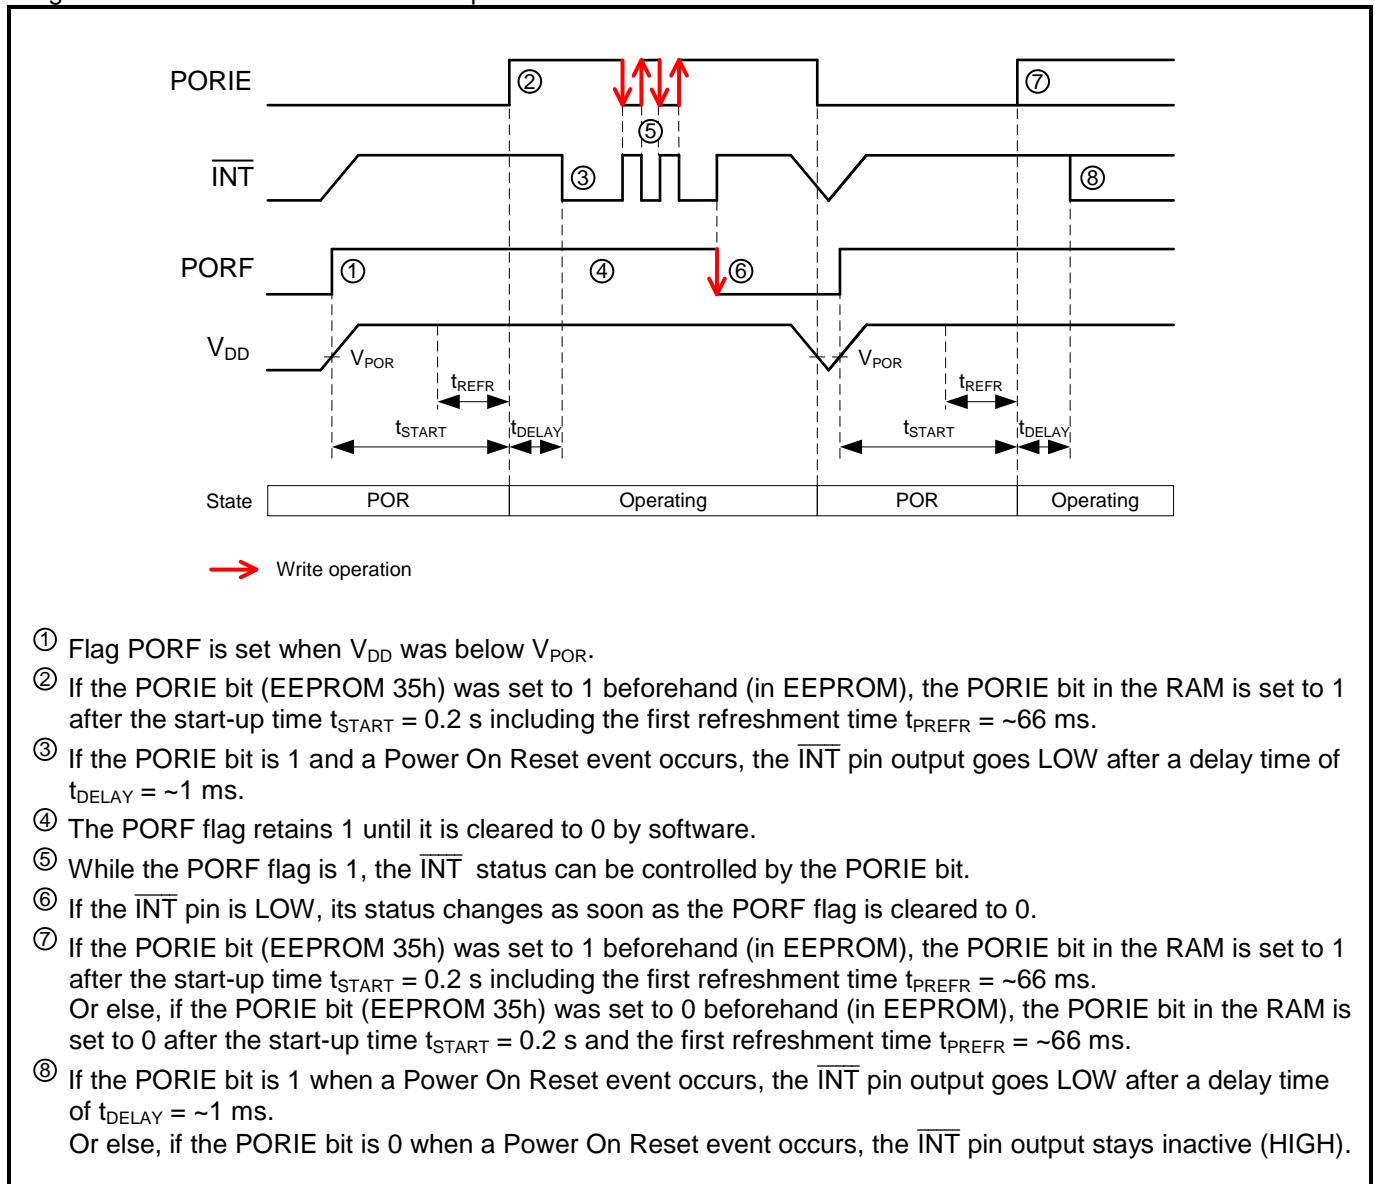 PORIE
②
⑦
⑤
INT
③
⑧
PORF
①
④
⑥
VDD
VPOR
VPOR
tREFR
tREFR
tSTART
tDELAY
tSTART
tDELAY
State
POR
Operating
POR
Operating
Write operation
① Flag PORF is set when VDD was below VPOR.
② If the PORIE bit (EEPROM 35h) was set to 1 beforehand (in EEPROM), the PORIE bit in the RAM is set to 1
after the start-up time tSTART = 0.2 s including the first refreshment time tPREFR = ~66 ms.
③ If the PORIE bit is 1 and a Power On Reset event occurs, the INT pin output goes LOW after a delay time of
tDELAY = ~1 ms.
④ The PORF flag retains 1 until it is cleared to 0 by software.
⑤ While the PORF flag is 1, the INT status can be controlled by the PORIE bit.
⑥ If the INT pin is LOW, its status changes as soon as the PORF flag is cleared to 0.
⑦ If the PORIE bit (EEPROM 35h) was set to 1 beforehand (in EEPROM), the PORIE bit in the RAM is set to 1
after the start-up time tSTART = 0.2 s including the first refreshment time tPREFR = ~66 ms.
Or else, if the PORIE bit (EEPROM 35h) was set to 0 beforehand (in EEPROM), the PORIE bit in the RAM is
set to 0 after the start-up time tSTART = 0.2 s and the first refreshment time tPREFR = ~66 ms.
⑧ If the PORIE bit is 1 when a Power On Reset event occurs, the INT pin output goes LOW after a delay time
of tDELAY = ~1 ms.
Or else, if the PORIE bit is 0 when a Power On Reset event occurs, the INT pin output stays inactive (HIGH).